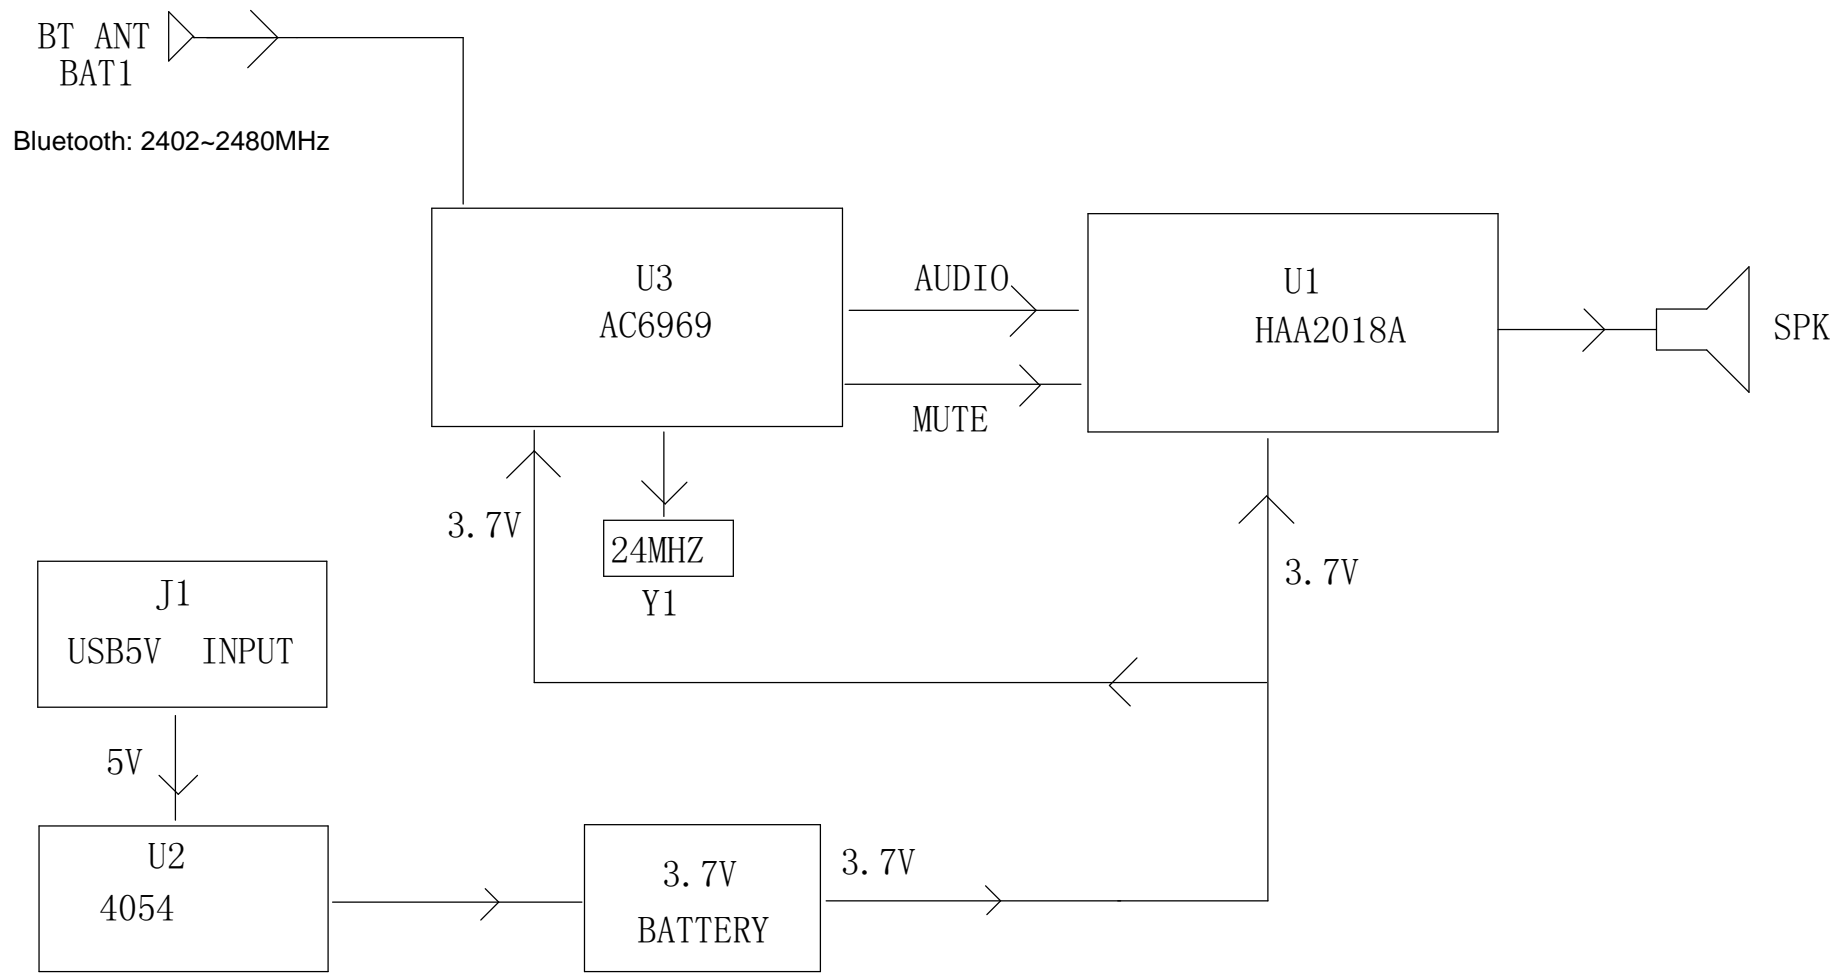 BT ANT
BAT1
Bluetooth: 2402~2480MHz
U3
AC6969
AUDIO
MUTE
U1
HAA2018A
SPK
3.7V
24MHZ
Y1
3.7V
J1
USB5V INPUT
5V
U2
4054
3.7V
BATTERY
3.7V